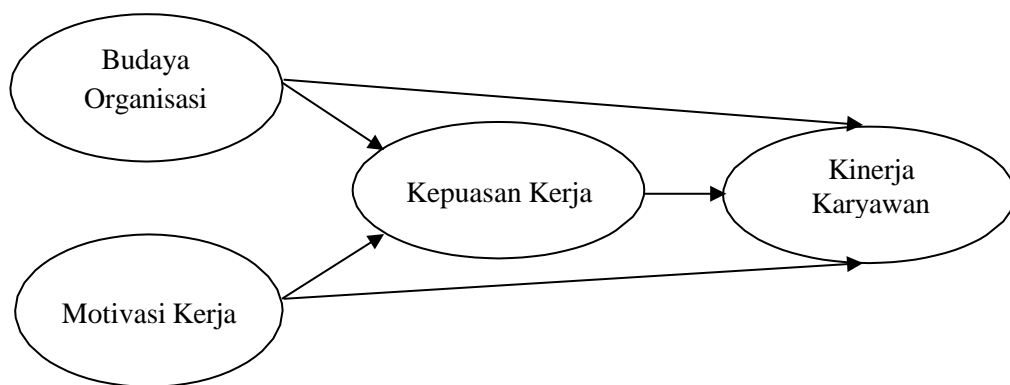 Budaya
Organisasi
Kepuasan Kerja
Kinerja
Karyawan
Motivasi Kerja